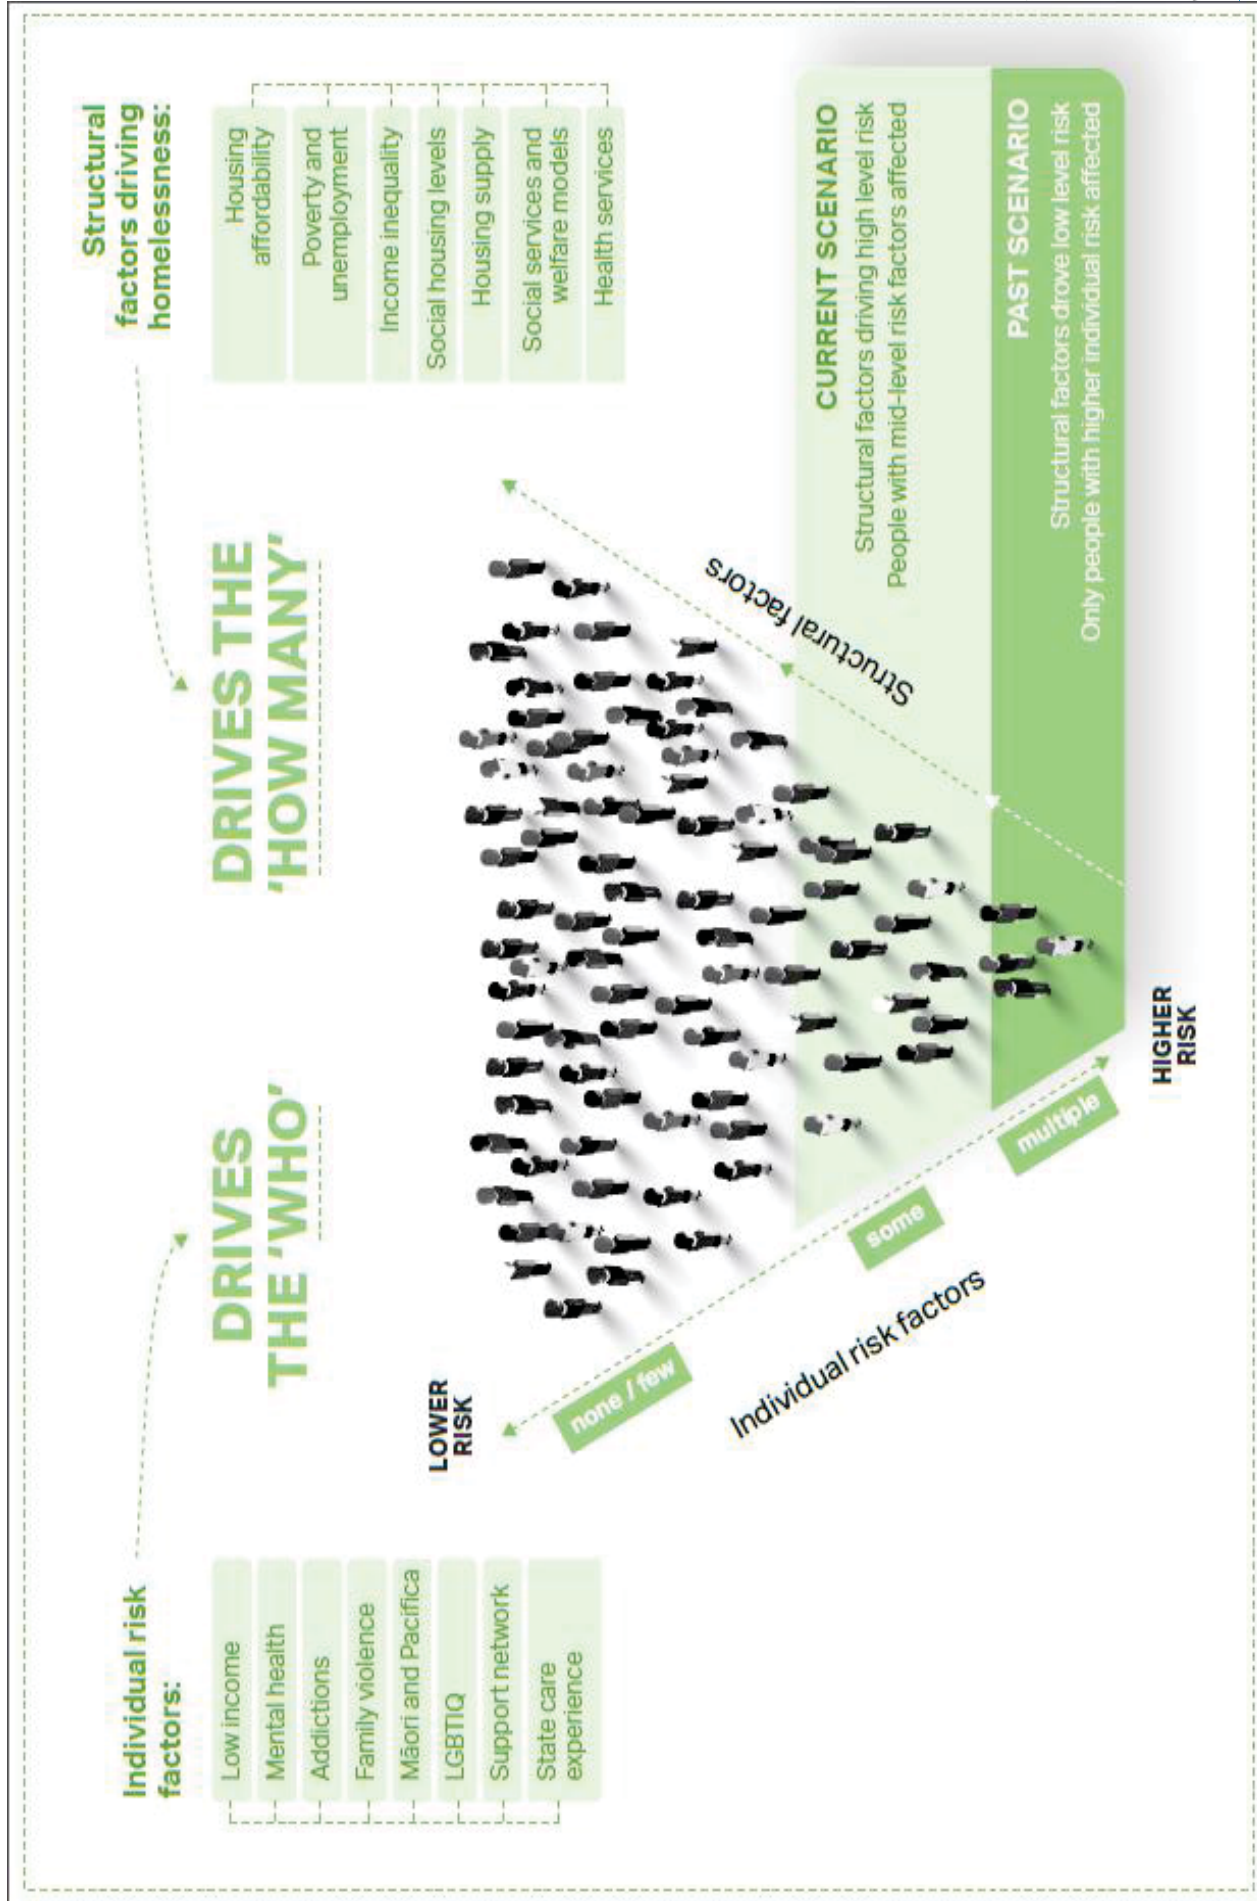 Individual risk
factors:
Low income
Mental health
Addictions
Family violence
Māori and Pacifica
LGBTIQ
Support network
State care
experience
DRIVES
THE 'WHO'
DRIVES THE
'HOW MANY'
Structural
factors driving
homelessness:
Housing
affordability
Poverty and
unemployment
Income inequality
Social housing levels
Housing supply
Social services and
welfare models
Health services
LOWER
RISK
none / few
some
multiple
Individual risk factors
HIGHER
RISK
Structural factors
CURRENT SCENARIO
Structural factors driving high level risk
People with mid-level risk factors affected
PAST SCENARIO
Structural factors drove low level risk
Only people with higher individual risk affected